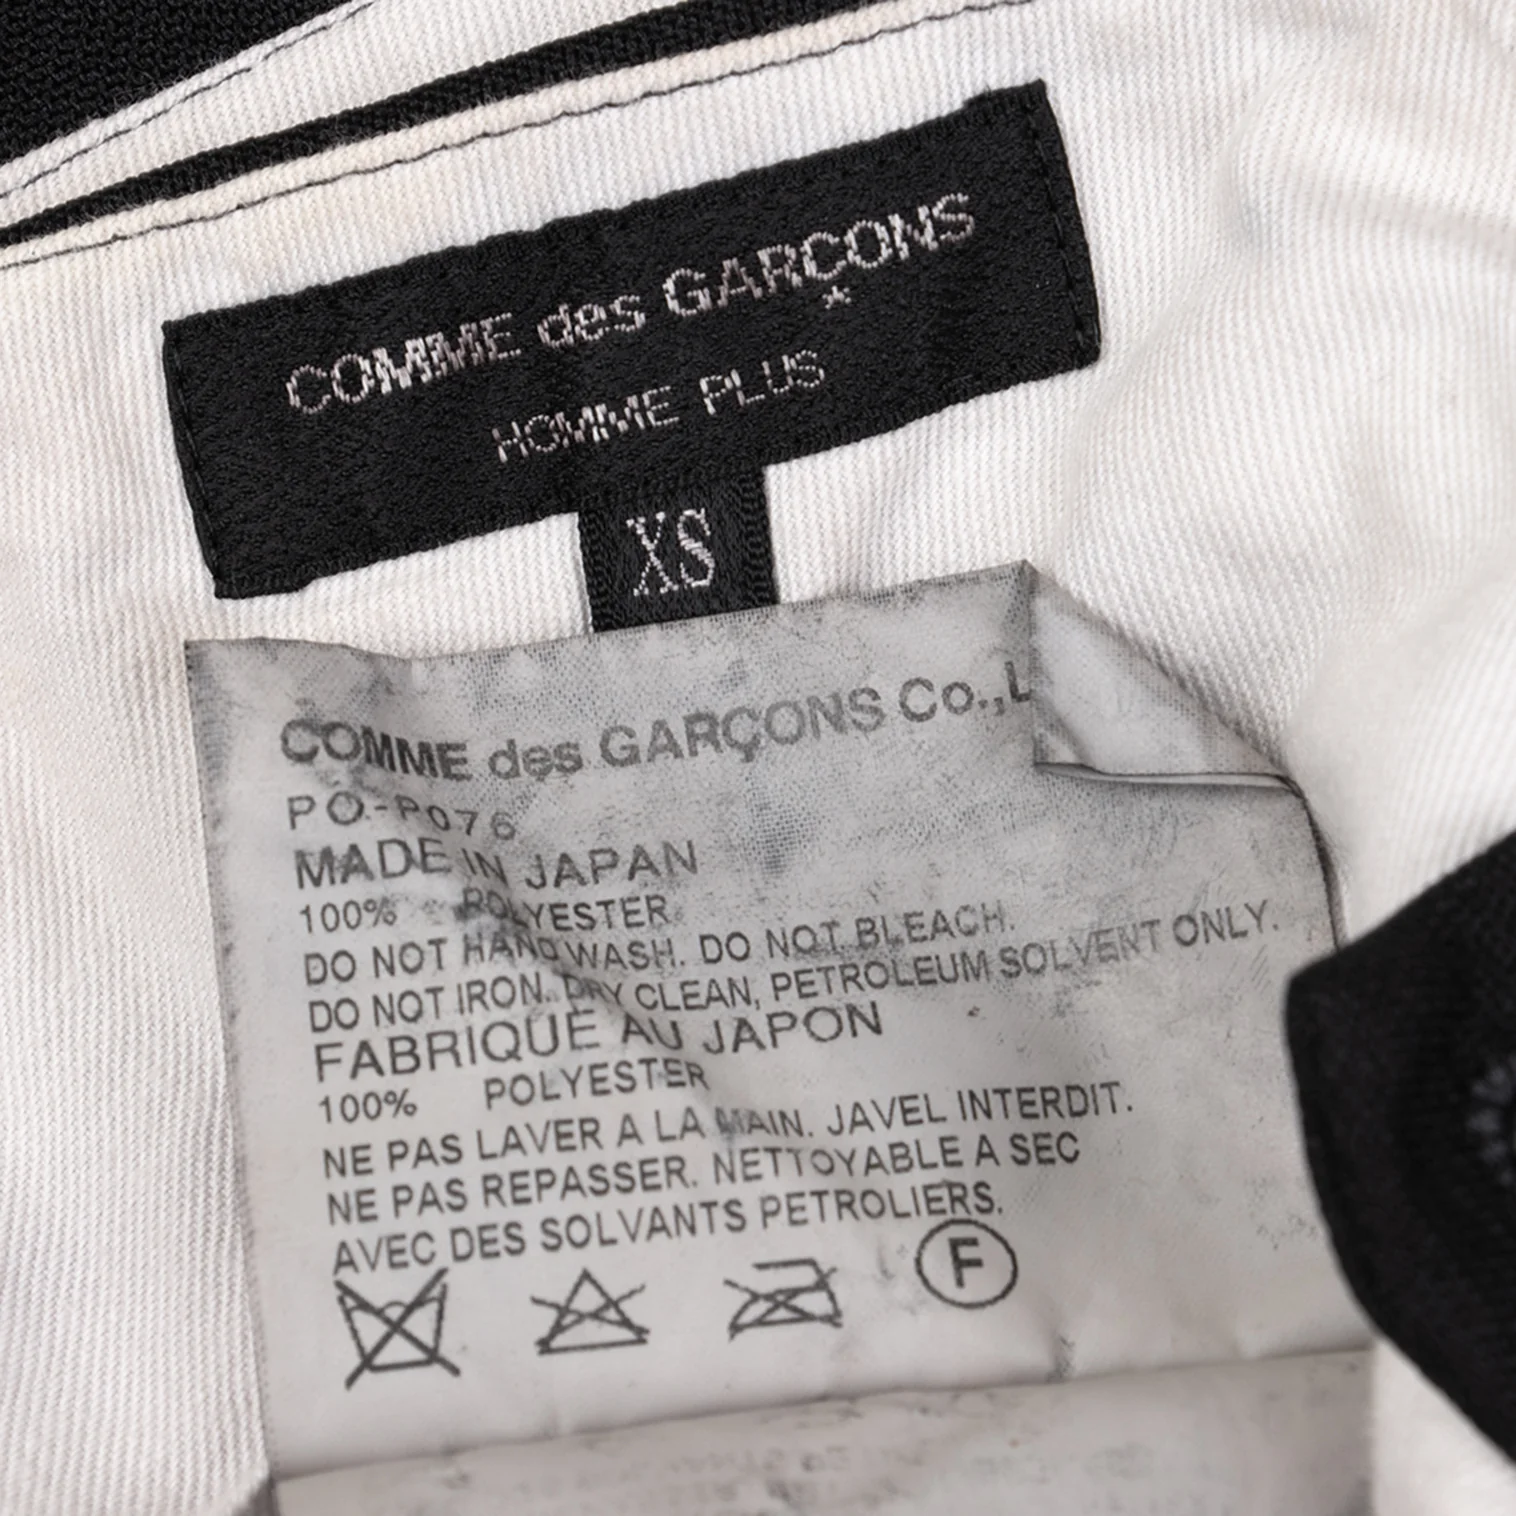 COMME des GARCONS
★
HOMME PLUS
XS
COMME des GARÇONS Co.,L
PO-P076
MADE IN JAPAN
100% POLYESTER
DO NOT HAND WASH. DO NOT BLEACH.
DO NOT IRON. DRY CLEAN, PETROLEUM SOLVENT ONLY.
FABRIQUE AU JAPON
100% POLYESTER
NE PAS LAVER A LA MAIN. JAVEL INTERDIT.
NE PAS REPASSER. NETTOYABLE A SEC
AVEC DES SOLVANTS PETROLIERS.
F